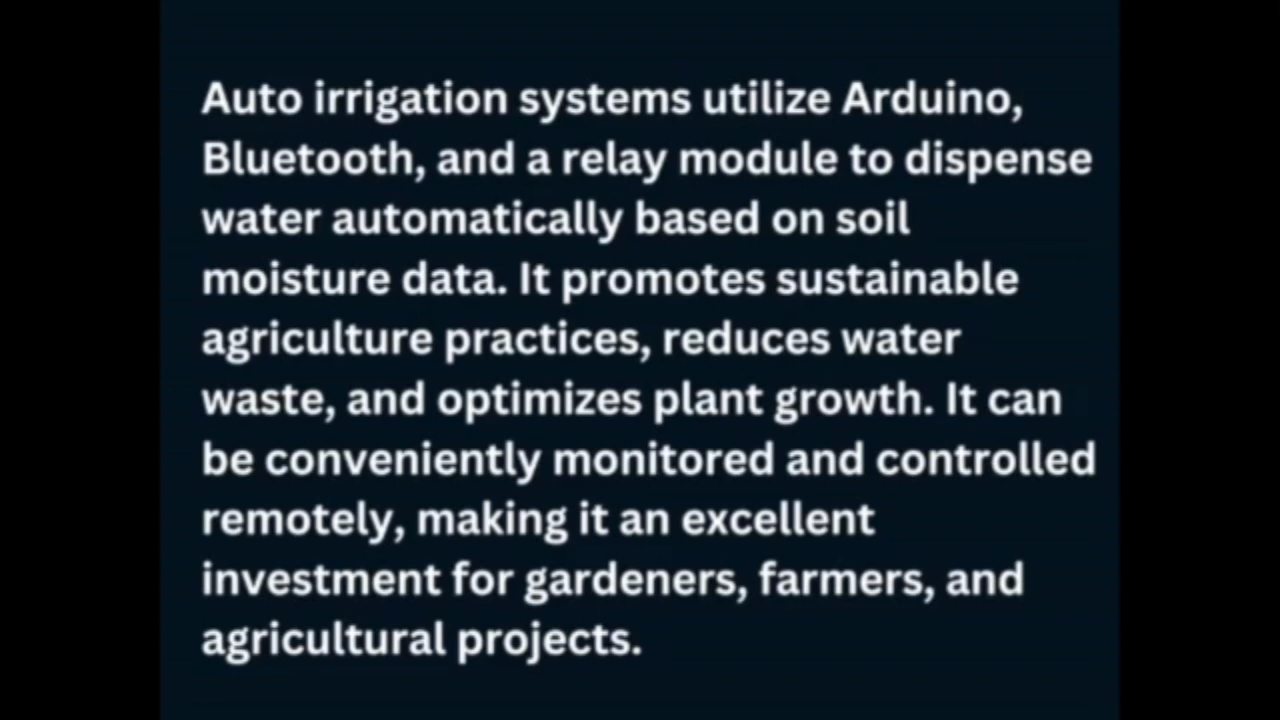 Auto irrigation systems utilize Arduino,
Bluetooth, and a relay module to dispense
water automatically based on soil
moisture data. It promotes sustainable
agriculture practices, reduces water
waste, and optimizes plant growth. It can
be conveniently monitored and controlled
remotely, making it an excellent
investment for gardeners, farmers, and
agricultural projects.